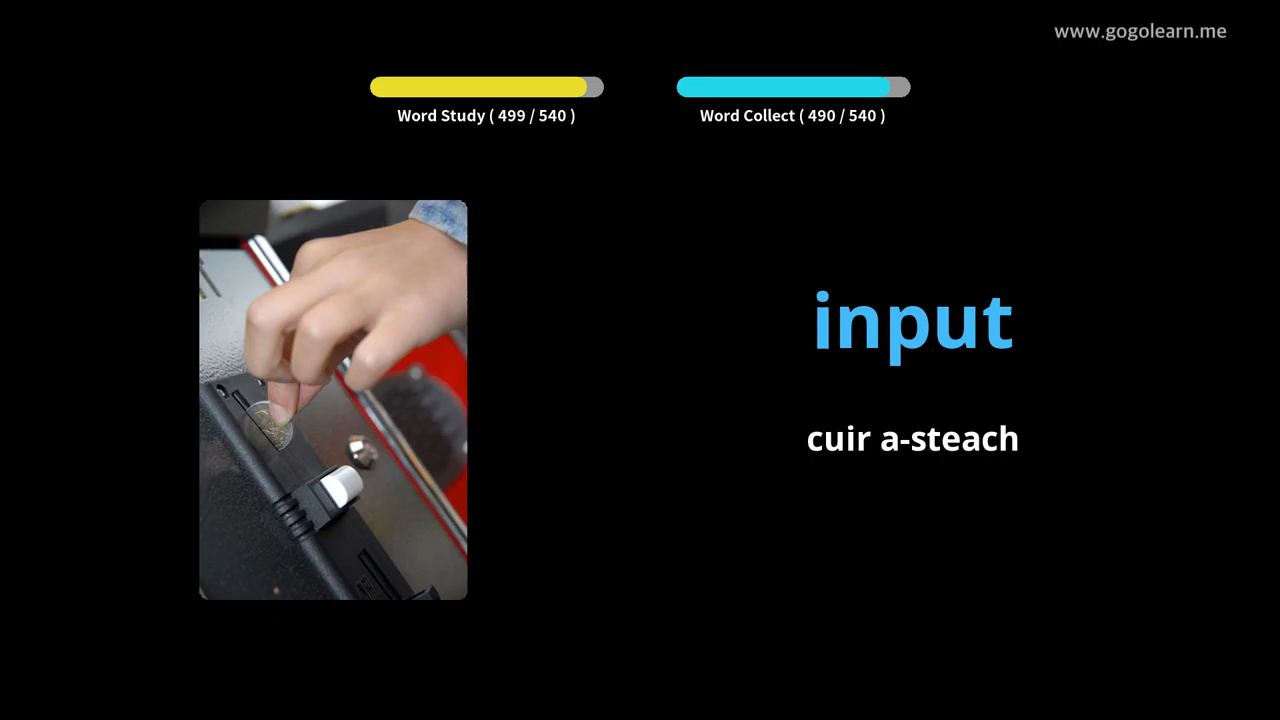 www.gogolearn.me
Word Study ( 499 / 540 )
Word Collect ( 490 / 540 )
input
cuir a-steach